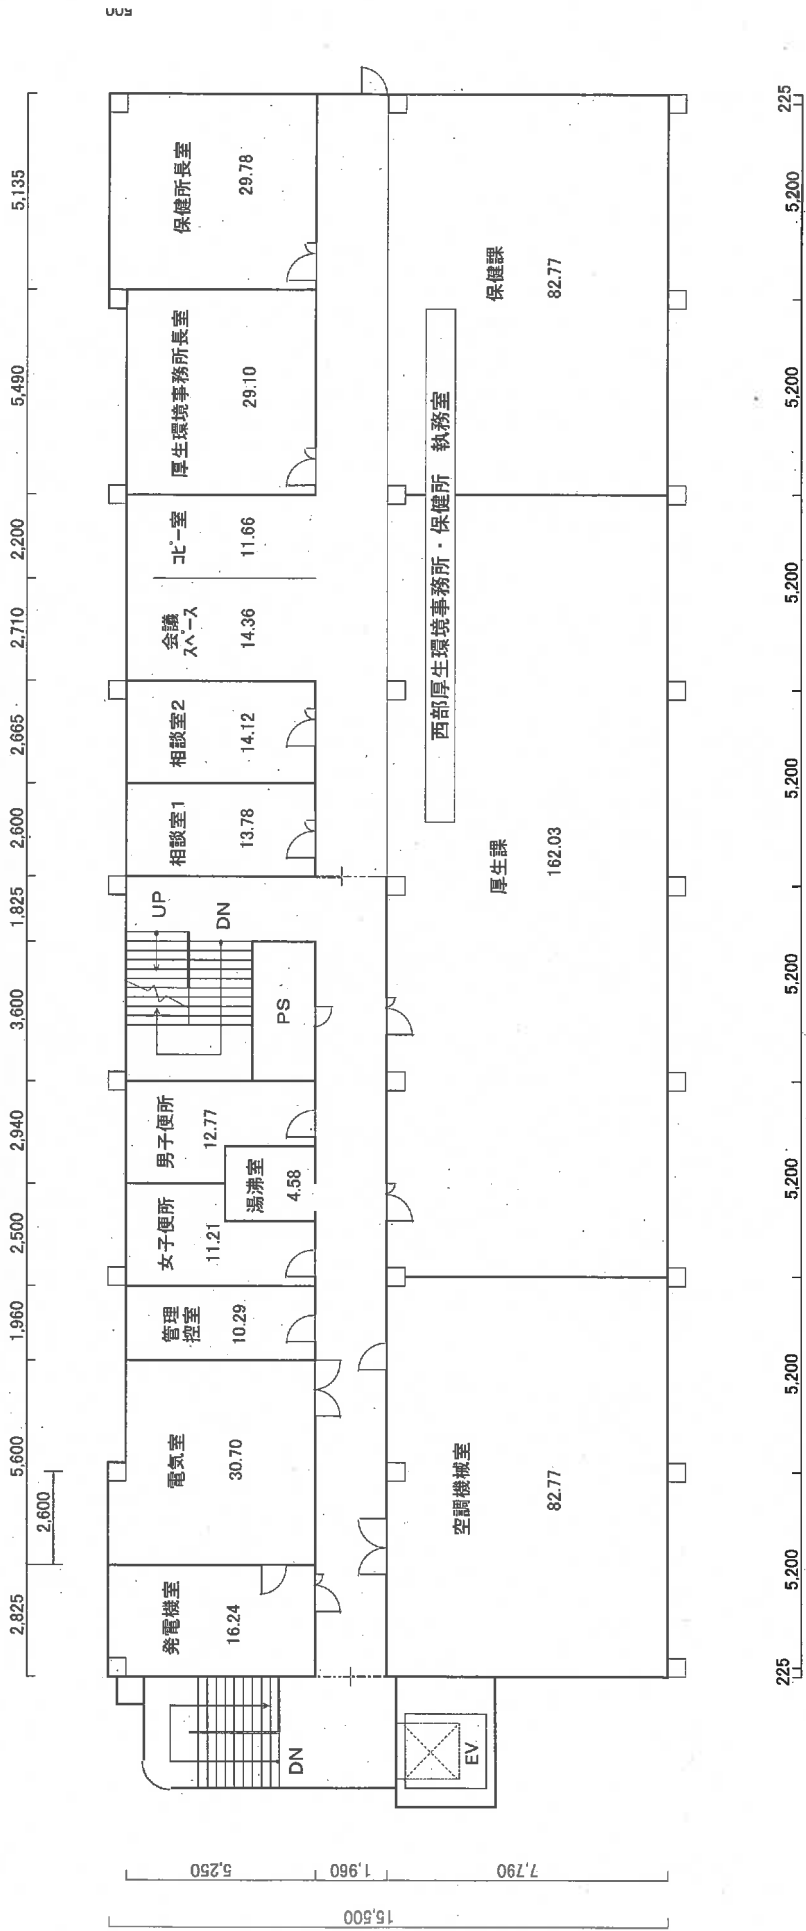 500
5,135
5,490
2,200
2,710
2,665
2,600
1,825
3,600
2,940
2,500
1,960
5,600
2,600
2,825
保健所長室
29.78
厚生環境事務所長室
29.10
コピー室
11.66
会議
スペース
14.36
相談室2
14.12
相談室1
13.78
UP
DN
PS
男子便所
12.77
湯沸室
4.58
女子便所
11.21
管理
控室
10.29
電気室
30.70
発電機室
16.24
DN
EV
保健課
82.77
西部厚生環境事務所・保健所　執務室
厚生課
162.03
空調機械室
82.77
225
5,200
5,200
5,200
5,200
5,200
5,200
5,200
5,200
225
5,250
1,960
7,790
15,500